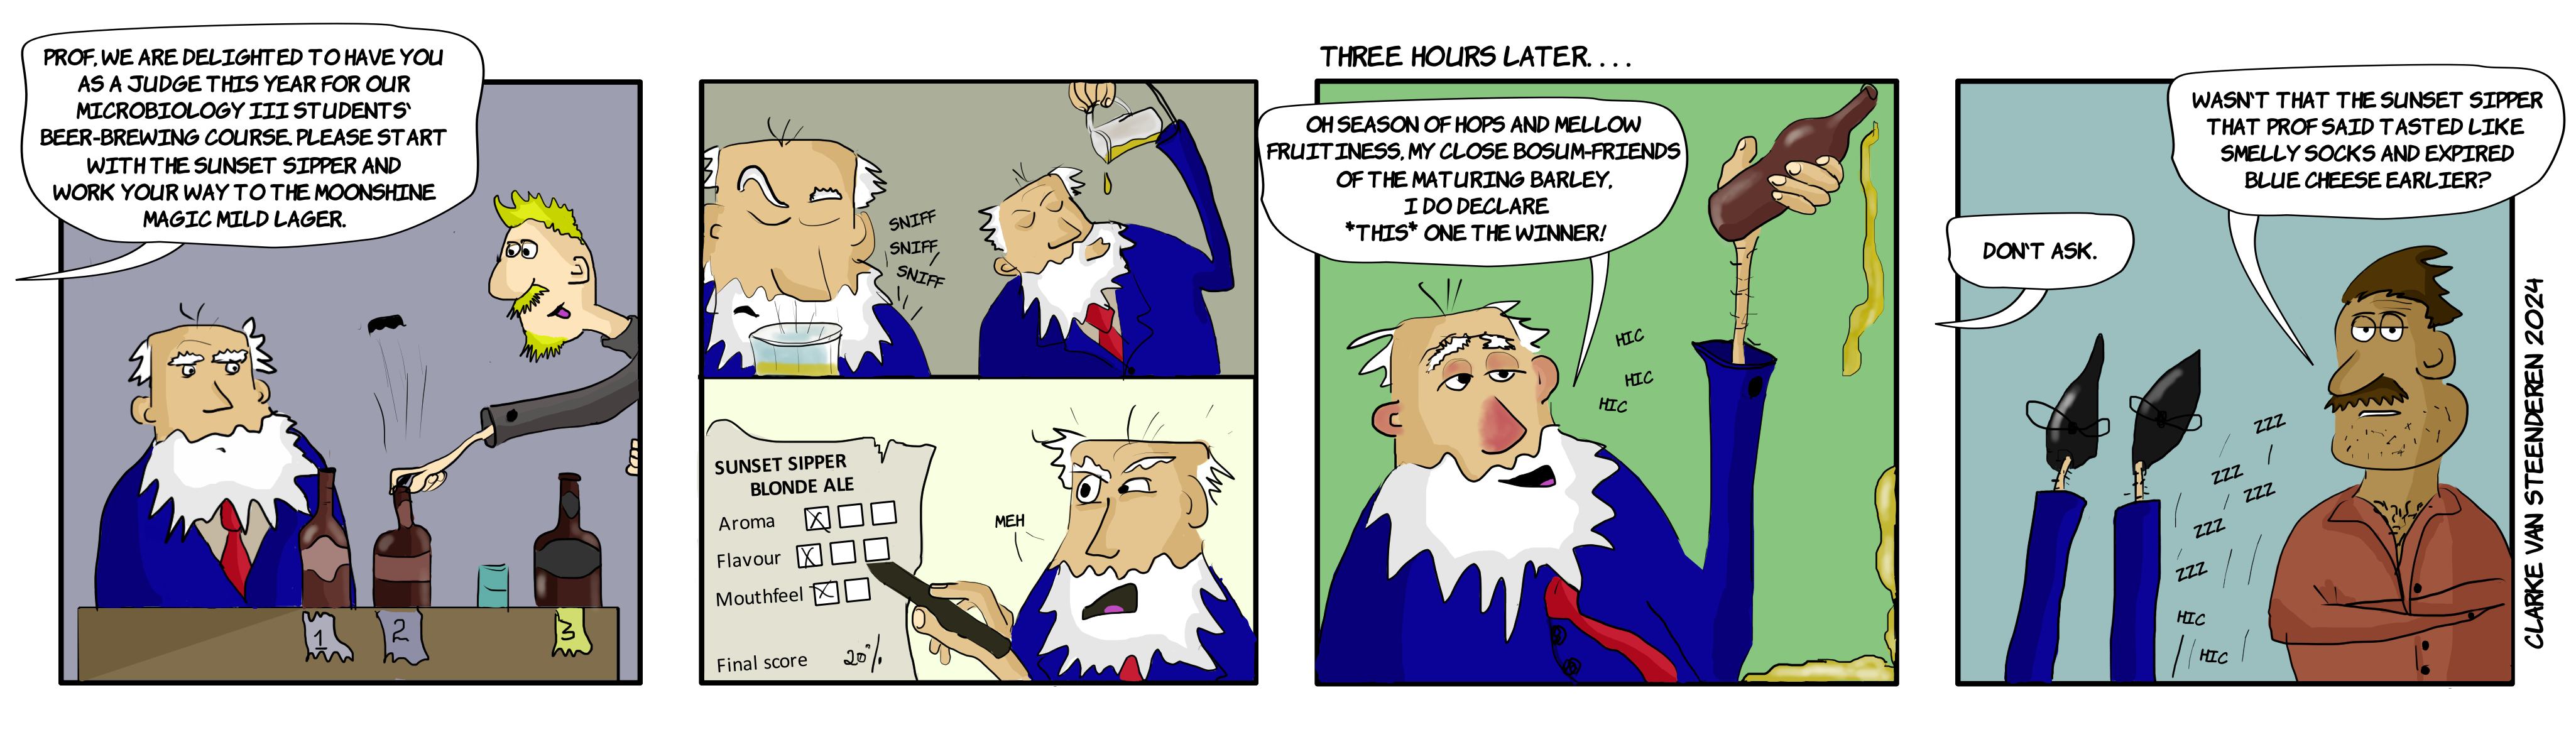 PROF, WE ARE DELIGHTED TO HAVE YOU
AS A JUDGE THIS YEAR FOR OUR
MICROBIOLOGY III STUDENTS'
BEER-BREWING COURSE. PLEASE START
WITH THE SUNSET SIPPER AND
WORK YOUR WAY TO THE MOONSHINE
MAGIC MILD LAGER.
1
2
3
SNIFF
SNIFF
SNIFF
SUNSET SIPPER
BLONDE ALE
Aroma
Flavour
Mouthfeel
Final score 20%
MEH
THREE HOURS LATER....
OH SEASON OF HOPS AND MELLOW
FRUITINESS, MY CLOSE BOSUM-FRIENDS
OF THE MATURING BARLEY,
I DO DECLARE
*THIS* ONE THE WINNER!
HIC
HIC
HIC
WASN'T THAT THE SUNSET SIPPER
THAT PROF SAID TASTED LIKE
SMELLY SOCKS AND EXPIRED
BLUE CHEESE EARLIER?
DON'T ASK.
ZZZ
ZZZ
ZZZ
ZZZ
ZZZ
HIC
HIC
CLARKE VAN STEENDEREN 2024